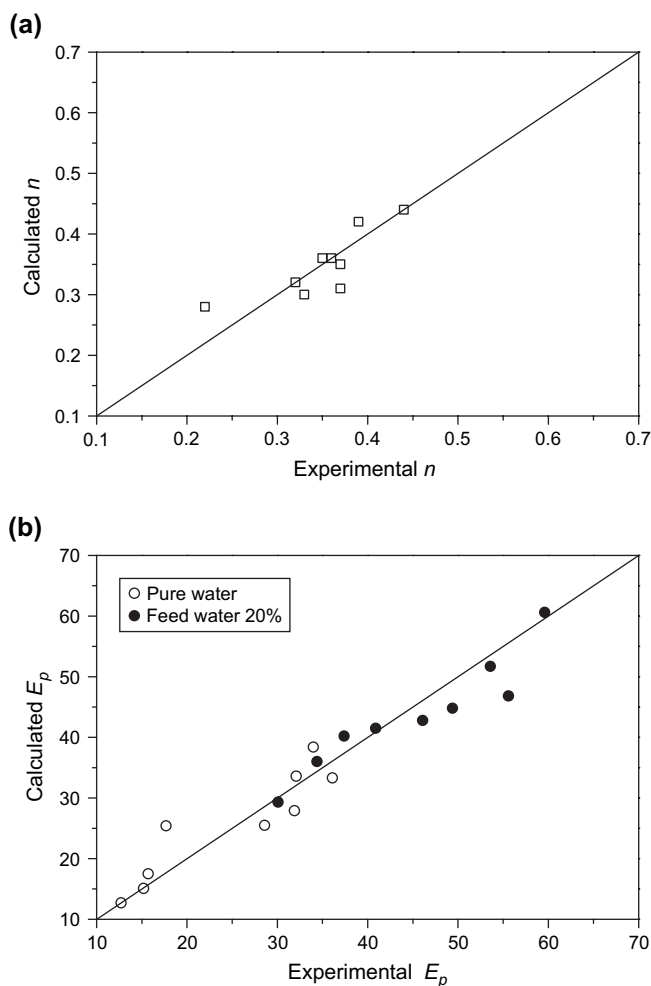 (a)
0.7
0.6
0.5
0.4
0.3
0.2
0.1
Calculated n
0.1 0.2 0.3 0.4 0.5 0.6 0.7
Experimental n
(b)
70
60
50
40
30
20
10
Calculated Ep
Pure water
Feed water 20%
10 20 30 40 50 60 70
Experimental Ep